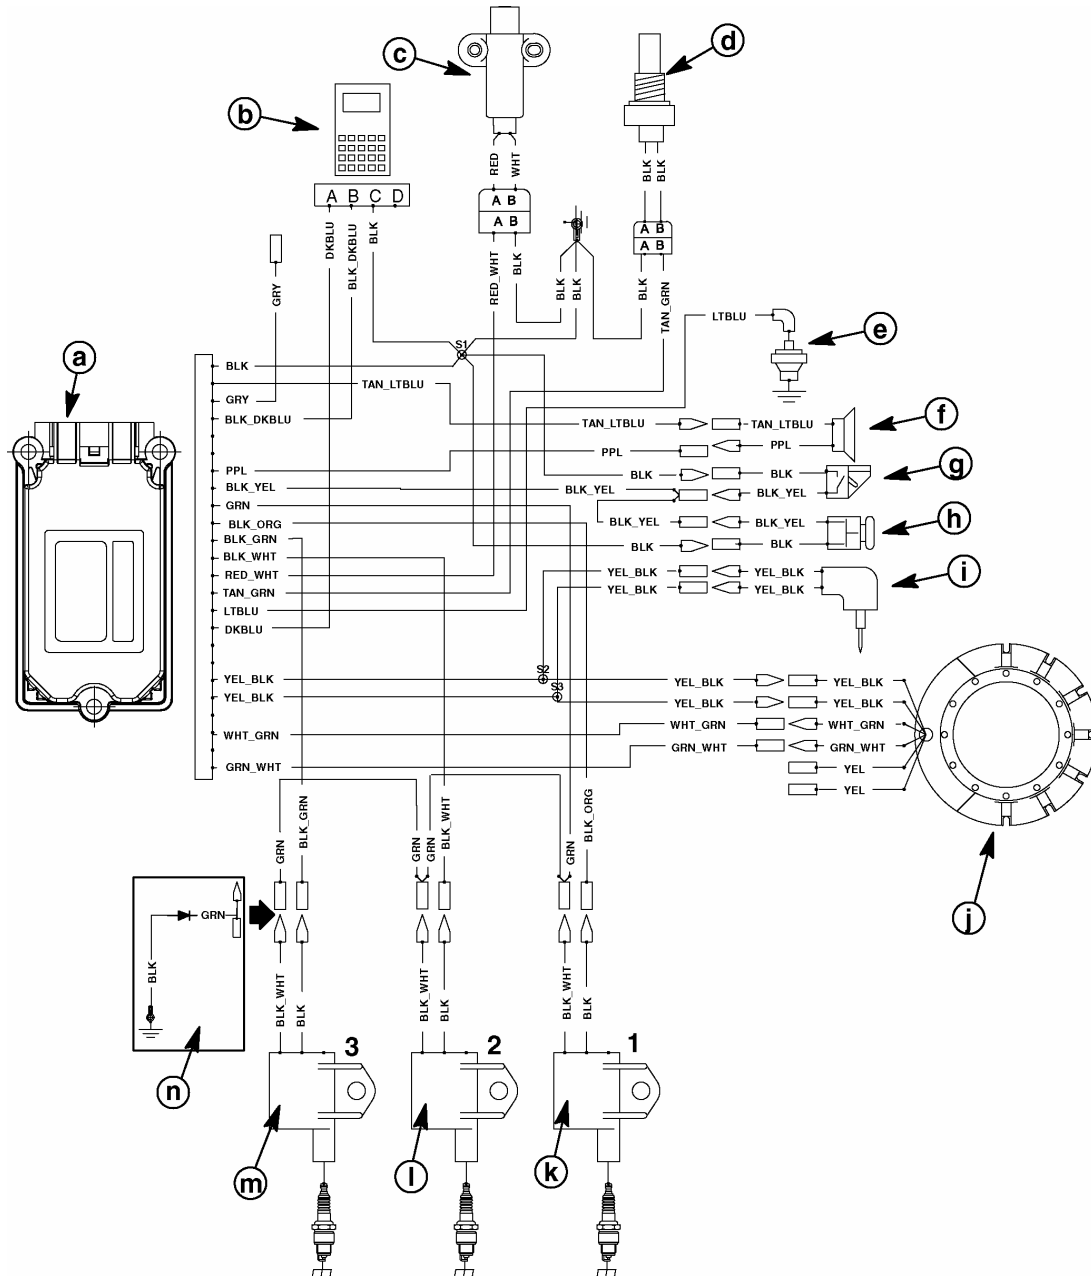 c
d
b
RED
WHT
BLK
BLK
A B C D
A B
A B
A B
A B
DKBLU
BLK_DKBLU
BLK
GRY
RED_WHT
BLK
BLK
BLK
BLK
TAN_GRN
LTBLU
e
a
S1
BLK
TAN_LTBLU
GRY
BLK_DKBLU
TAN_LTBLU
TAN_LTBLU
f
PPL
PPL
PPL
BLK
BLK
g
BLK_YEL
BLK_YEL
BLK_YEL
GRN
BLK_ORG
BLK_YEL
BLK_YEL
h
BLK_GRN
BLK
BLK
BLK_WHT
RED_WHT
YEL_BLK
YEL_BLK
i
TAN_GRN
YEL_BLK
YEL_BLK
LTBLU
DKBLU
S2
YEL_BLK
YEL_BLK
YEL_BLK
S3
YEL_BLK
YEL_BLK
YEL_BLK
WHT_GRN
WHT_GRN
WHT_GRN
GRN_WHT
GRN_WHT
GRN_WHT
YEL
YEL
j
GRN
BLK_GRN
GRN
GRN
BLK_WHT
GRN
BLK_ORG
GRN
BLK
BLK_WHT
BLK
BLK_WHT
BLK
BLK_WHT
BLK
n
3
2
1
m
l
k